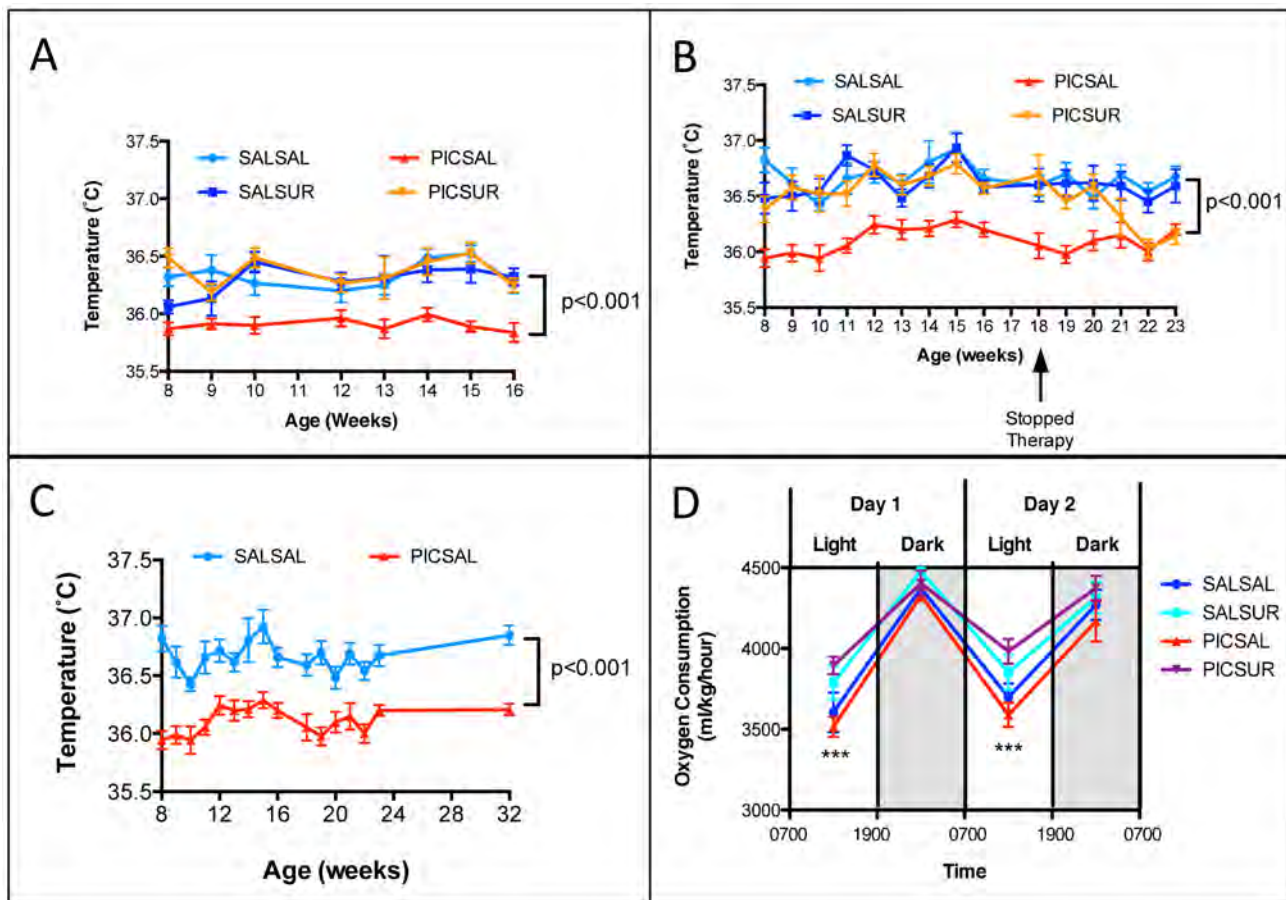 A
37.5
37.0
36.5
36.0
35.5
Temperature (˚C)
SALSAL
PICSAL
SALSUR
PICSUR
p<0.001
8 9 10 11 12 13 14 15 16
Age (Weeks)
B
37.5
37.0
36.5
36.0
35.5
Temperature (˚C)
SALSAL
PICSAL
SALSUR
PICSUR
p<0.001
8 9 10 11 12 13 14 15 16 17 18 19 20 21 22 23
Age (weeks)
Stopped
Therapy
C
37.5
37.0
36.5
36.0
35.5
Temperature (˚C)
SALSAL
PICSAL
p<0.001
8 12 16 20 24 28 32
Age (weeks)
D
Day 1
Day 2
Light
Dark
Light
Dark
4500
4000
3500
3000
Oxygen Consumption
(ml/kg/hour)
SALSAL
SALSUR
PICSAL
PICSUR
***
***
0700 1900 0700 1900 0700
Time